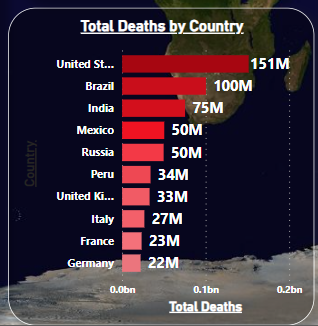 Total Deaths by Country
United St... 151M
Brazil 100M
India 75M
Mexico 50M
Russia 50M
Peru 34M
United Ki... 33M
Italy 27M
France 23M
Germany 22M
Country
0.0bn 0.1bn 0.2bn
Total Deaths